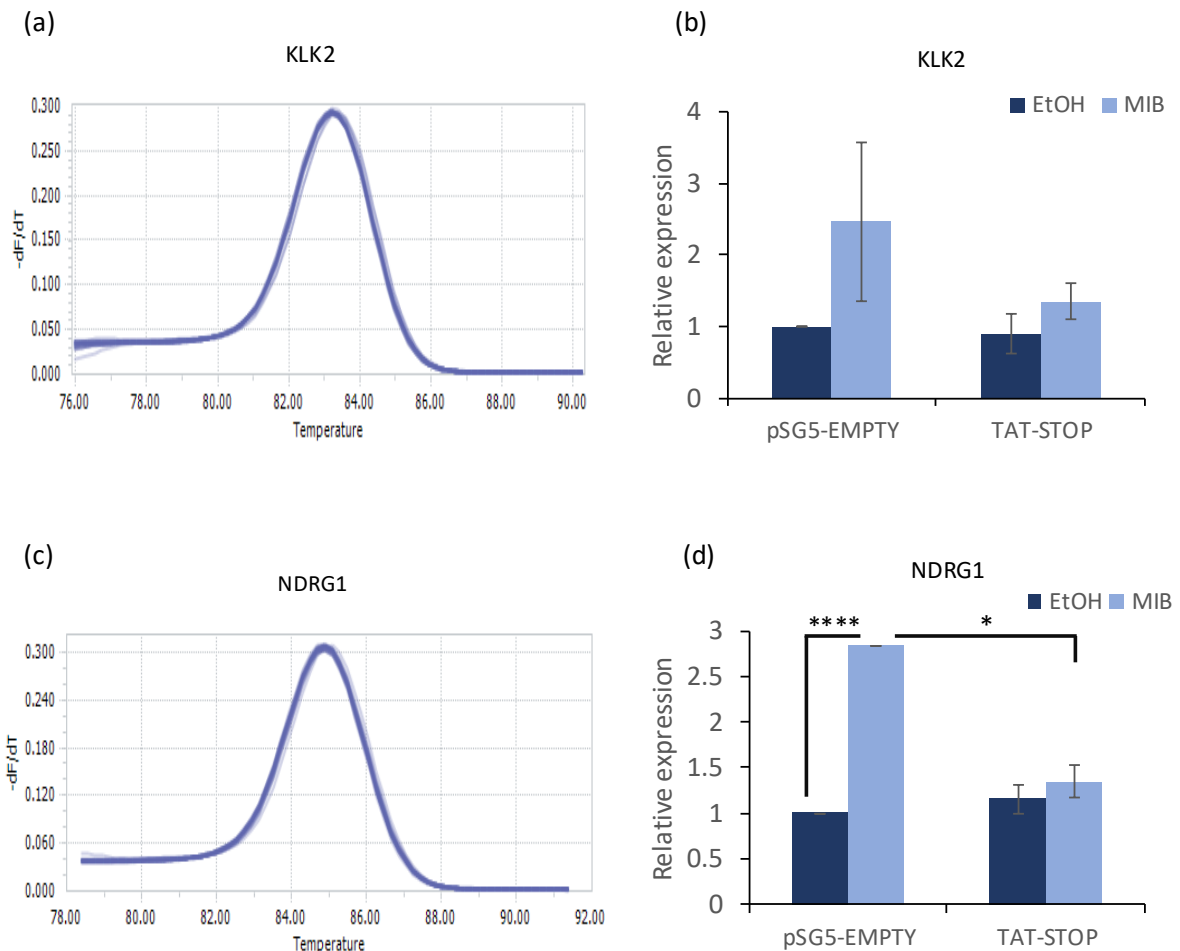 (a)
KLK2
0.300
0.250
0.200
0.150
0.100
0.050
0.000
-dF/dT
76.00 78.00 80.00 82.00 84.00 86.00 88.00 90.00
Temperature
(b)
KLK2
EtOH MIB
4
3
2
1
0
Relative expression
pSG5-EMPTY TAT-STOP
(c)
NDRG1
0.300
0.240
0.180
0.120
0.060
0.000
-dF/dT
78.00 80.00 82.00 84.00 86.00 88.00 90.00 92.00
Temperature
(d)
NDRG1
EtOH MIB
**** *
3
2.5
2
1.5
1
0.5
0
Relative expression
pSG5-EMPTY TAT-STOP